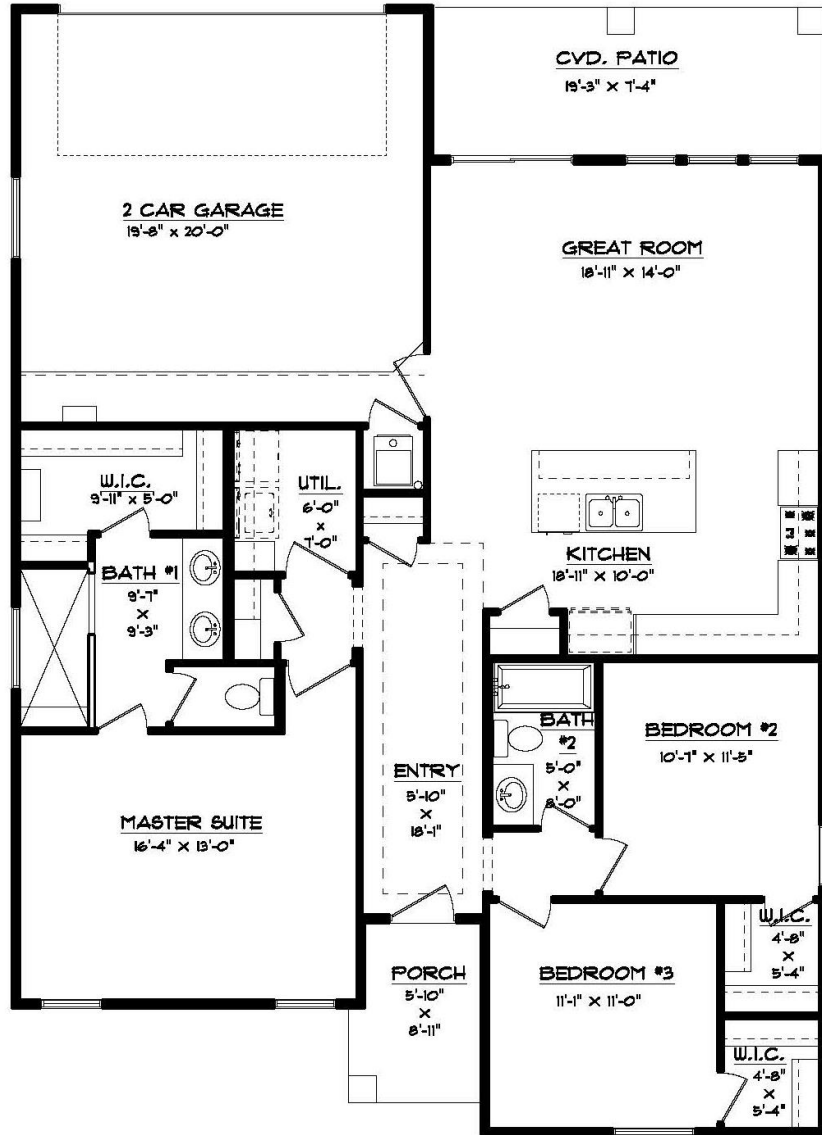 CVD. PATIO
19'-3" X 7'-4"
2 CAR GARAGE
19'-8" x 20'-0"
GREAT ROOM
18'-11" X 14'-0"
W.I.C.
9'-11" x 5'-0"
UTIL.
6'-0"
X
7'-0"
KITCHEN
18'-11" X 10'-0"
BATH #1
9'-7"
X
9'-3"
BATH
#2
5'-0"
X
8'-0"
BEDROOM #2
10'-7" X 11'-5"
ENTRY
5'-10"
X
18'-1"
MASTER SUITE
16'-4" X 13'-0"
W.I.C.
4'-8"
X
5'-4"
PORCH
5'-10"
X
8'-11"
BEDROOM #3
11'-1" X 11'-0"
W.I.C.
4'-8"
X
5'-4"